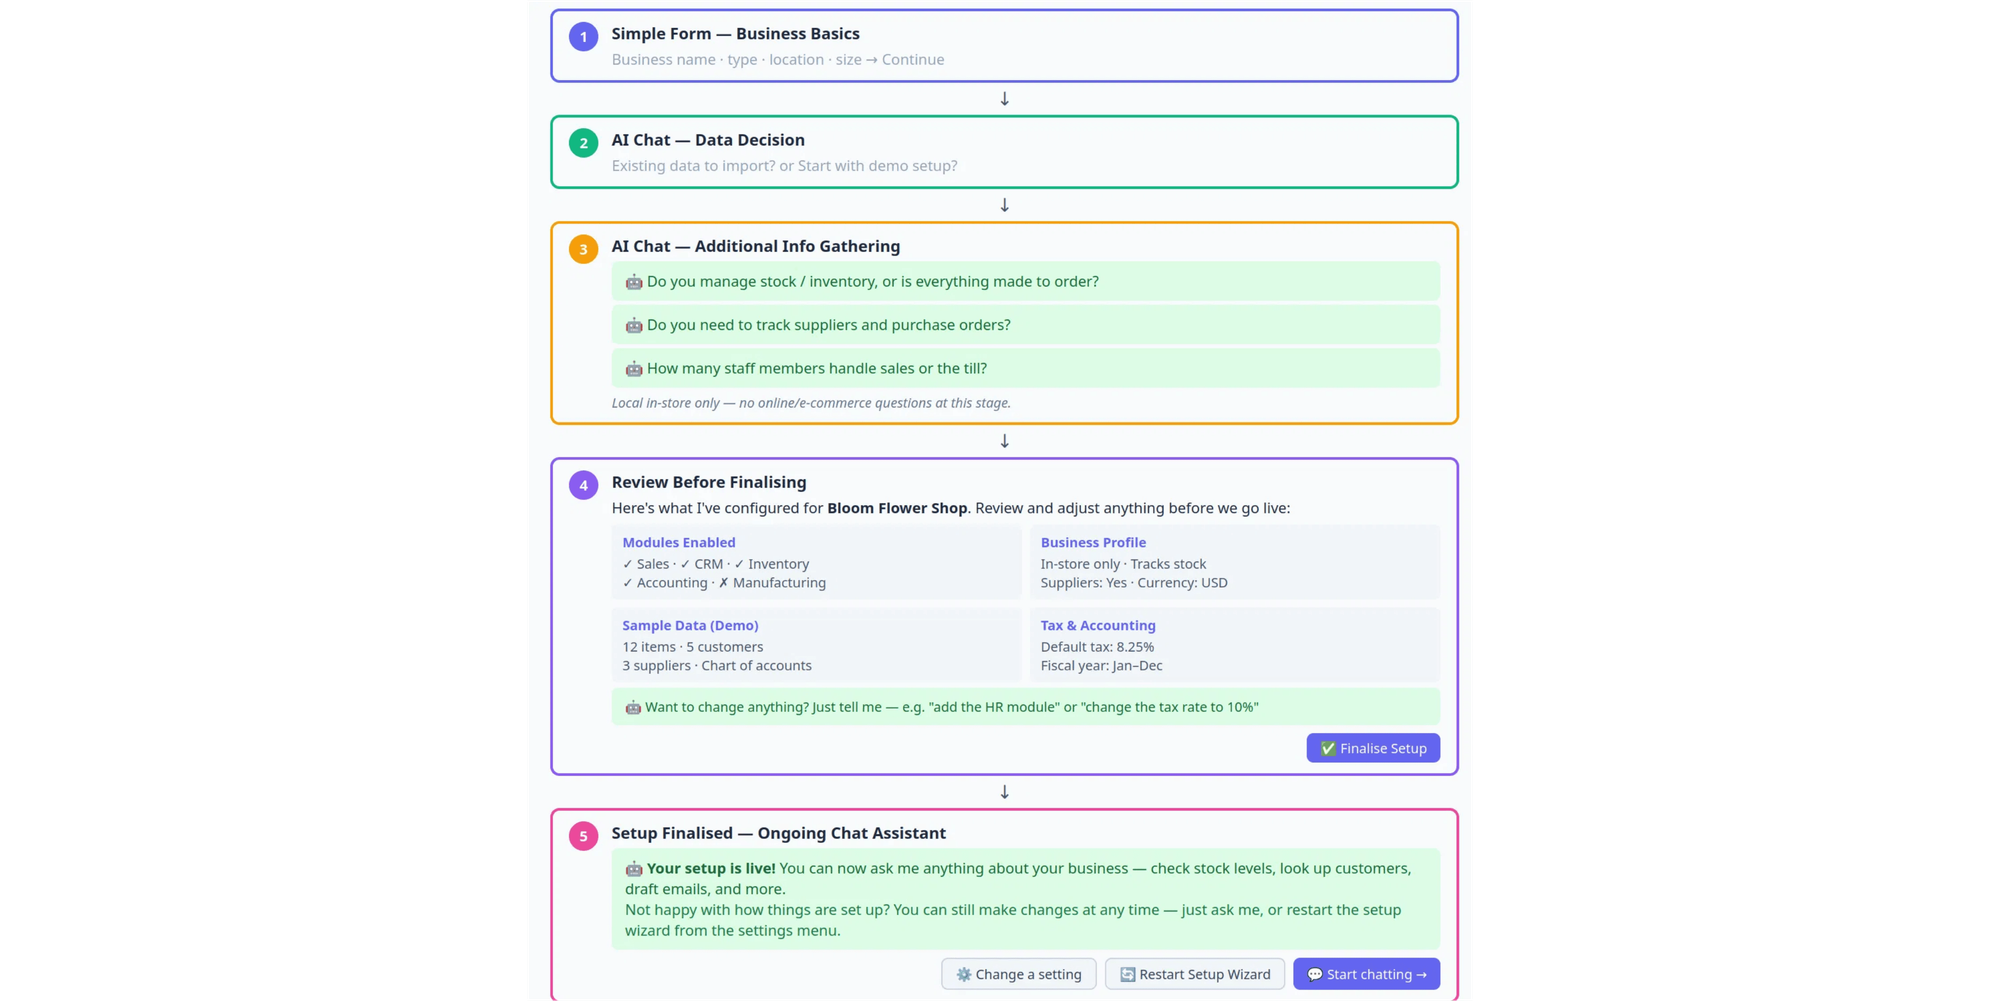 1
Simple Form — Business Basics
Business name · type · location · size → Continue
↓
2
AI Chat — Data Decision
Existing data to import? or Start with demo setup?
↓
3
AI Chat — Additional Info Gathering
🤖 Do you manage stock / inventory, or is everything made to order?
🤖 Do you need to track suppliers and purchase orders?
🤖 How many staff members handle sales or the till?
Local in-store only — no online/e-commerce questions at this stage.
↓
4
Review Before Finalising
Here's what I've configured for Bloom Flower Shop. Review and adjust anything before we go live:
Modules Enabled
✓ Sales · ✓ CRM · ✓ Inventory
✓ Accounting · ✗ Manufacturing
Business Profile
In-store only · Tracks stock
Suppliers: Yes · Currency: USD
Sample Data (Demo)
12 items · 5 customers
3 suppliers · Chart of accounts
Tax & Accounting
Default tax: 8.25%
Fiscal year: Jan–Dec
🤖 Want to change anything? Just tell me — e.g. "add the HR module" or "change the tax rate to 10%"
✅ Finalise Setup
↓
5
Setup Finalised — Ongoing Chat Assistant
🤖 Your setup is live! You can now ask me anything about your business — check stock levels, look up customers,
draft emails, and more.
Not happy with how things are set up? You can still make changes at any time — just ask me, or restart the setup
wizard from the settings menu.
⚙️ Change a setting
🔄 Restart Setup Wizard
💬 Start chatting →